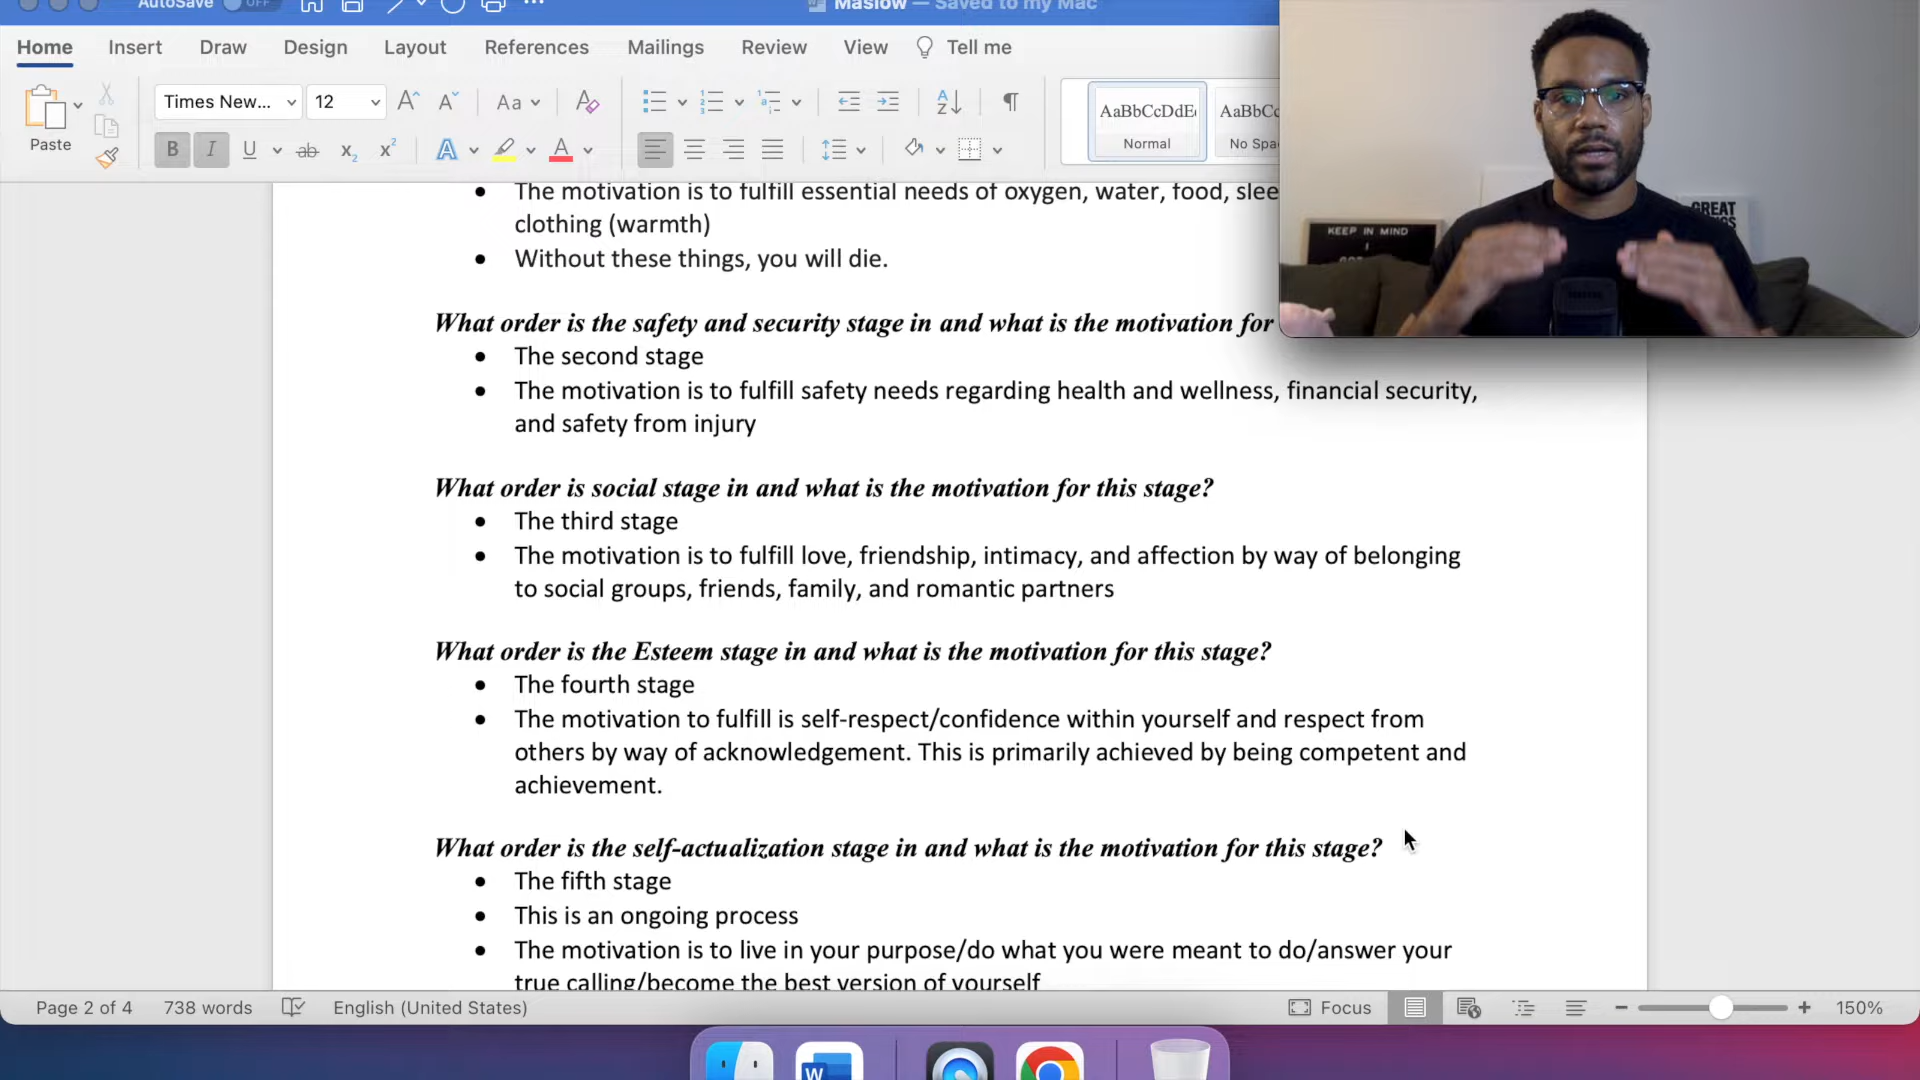 AutoSave OFF
Maslow — Saved to my Mac
Home Insert Draw Design Layout References Mailings Review View Tell me
Paste
Times New... 12
AaBbCcDdEe
Normal
AaBbCc
No Spac
KEEP IN MIND
I
GREAT
The motivation is to fulfill essential needs of oxygen, water, food, slee
clothing (warmth)
Without these things, you will die.
What order is the safety and security stage in and what is the motivation for
The second stage
The motivation is to fulfill safety needs regarding health and wellness, financial security,
and safety from injury
What order is social stage in and what is the motivation for this stage?
The third stage
The motivation is to fulfill love, friendship, intimacy, and affection by way of belonging
to social groups, friends, family, and romantic partners
What order is the Esteem stage in and what is the motivation for this stage?
The fourth stage
The motivation to fulfill is self-respect/confidence within yourself and respect from
others by way of acknowledgement. This is primarily achieved by being competent and
achievement.
What order is the self-actualization stage in and what is the motivation for this stage?
The fifth stage
This is an ongoing process
The motivation is to live in your purpose/do what you were meant to do/answer your
true calling/become the best version of yourself
Page 2 of 4 738 words English (United States) Focus 150%